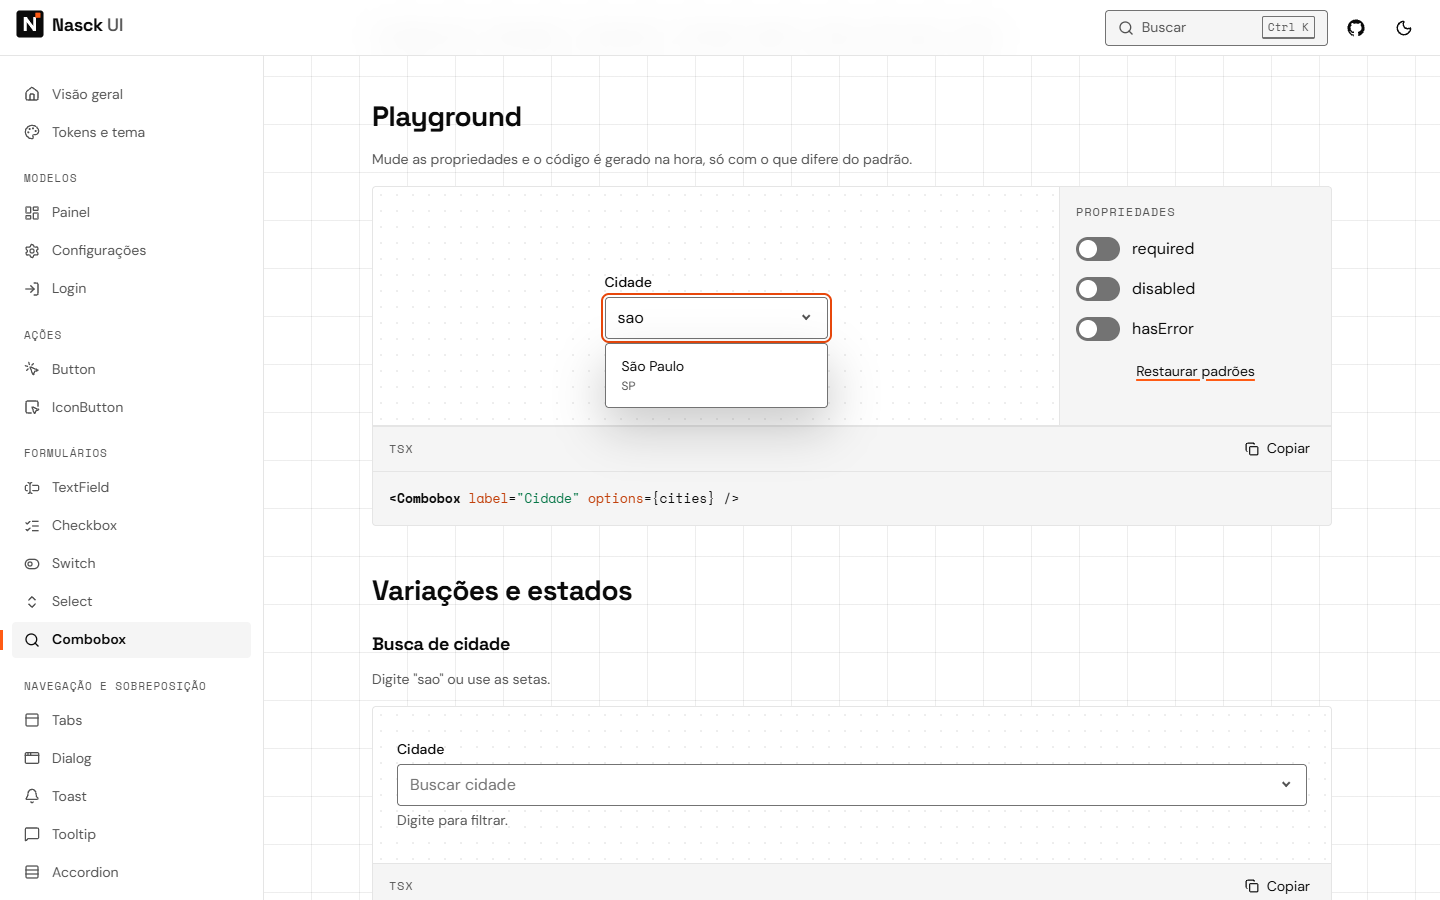 Nasck UI
Buscar
Ctrl K
Visão geral
Tokens e tema
MODELOS
Painel
Configurações
Login
AÇÕES
Button
IconButton
FORMULÁRIOS
TextField
Checkbox
Switch
Select
Combobox
NAVEGAÇÃO E SOBREPOSIÇÃO
Tabs
Dialog
Toast
Tooltip
Accordion
Playground
Mude as propriedades e o código é gerado na hora, só com o que difere do padrão.
Cidade
sao
São Paulo
SP
PROPRIEDADES
required
disabled
hasError
Restaurar padrões
TSX
Copiar
<Combobox label="Cidade" options={cities} />
Variações e estados
Busca de cidade
Digite "sao" ou use as setas.
Cidade
Buscar cidade
Digite para filtrar.
TSX
Copiar